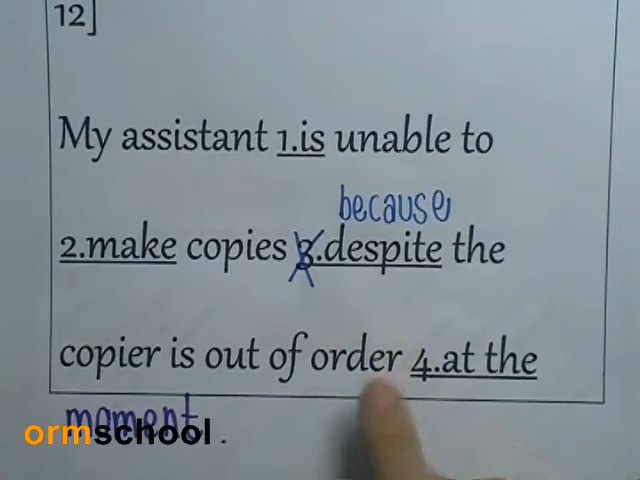 12]
My assistant 1.is unable to
because
2.make copies 3.despite the
copier is out of order 4.at the
moment.
ormschool